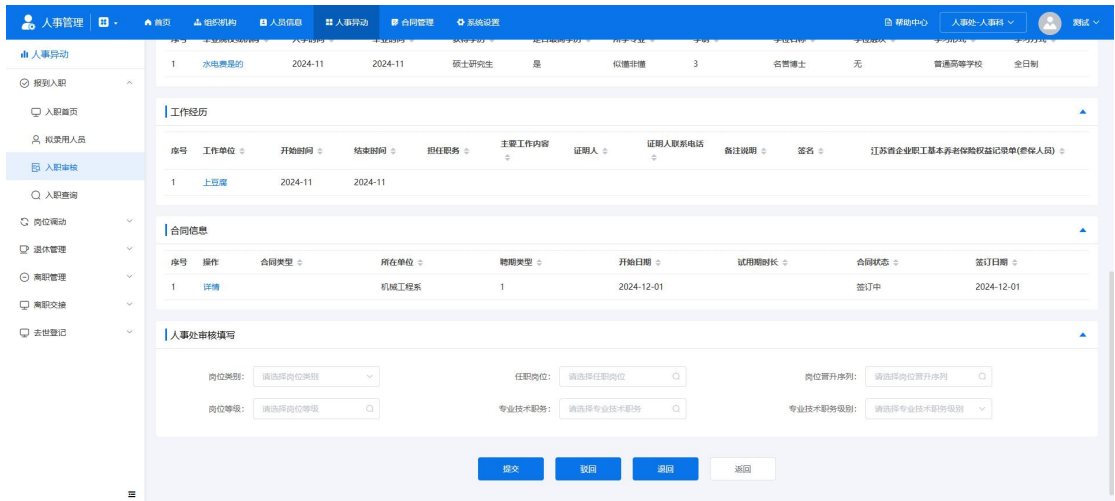 人事管理 首页 组织机构 人员信息 人事异动 合同管理 系统设置 帮助中心 人事处-人事科 测试
人事异动
报到入职
入职首页
拟录用人员
入职审核
入职查询
岗位调动
退休管理
离职管理
离职交接
去世登记
1 水电费是的 2024-11 2024-11 硕士研究生 是 似懂非懂 3 名誉博士 无 普通高等学校 全日制
工作经历
序号 工作单位 开始时间 结束时间 担任职务 主要工作内容 证明人 证明人联系电话 备注说明 签名 江苏省企业职工基本养老保险权益记录单(参保人员)
1 上豆腐 2024-11 2024-11
合同信息
序号 操作 合同类型 所在单位 聘期类型 开始日期 试用期时长 合同状态 签订日期
1 详情 机械工程系 1 2024-12-01 签订中 2024-12-01
人事处审核填写
岗位类别： 请选择岗位类别 任职岗位： 请选择任职岗位 岗位晋升序列： 请选择岗位晋升序列
岗位等级： 请选择岗位等级 专业技术职务： 请选择专业技术职务 专业技术职务级别： 请选择专业技术职务级别
提交 驳回 退回 返回